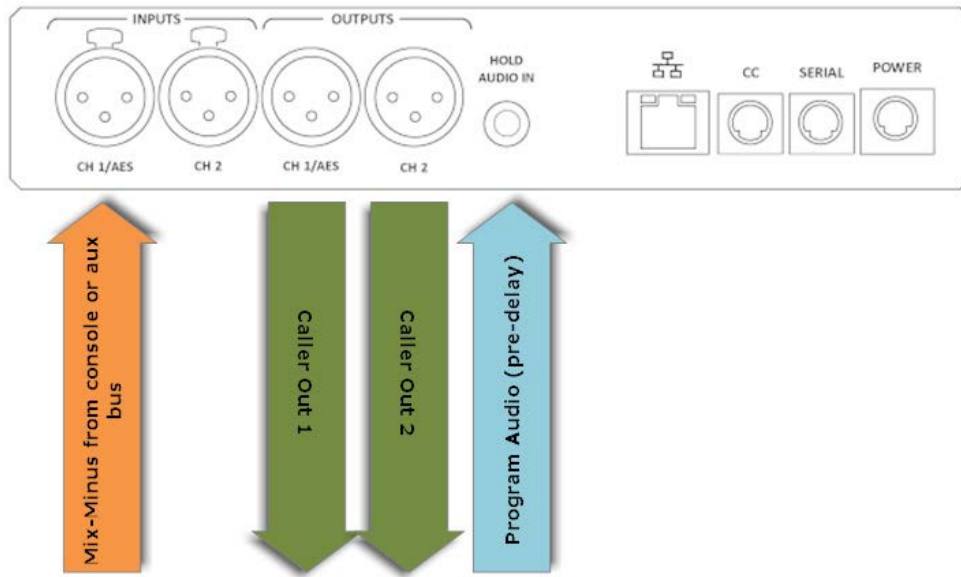 INPUTS
OUTPUTS
HOLD
AUDIO IN
CC
SERIAL
POWER
CH 1/AES
CH 2
CH 1/AES
CH 2
Mix-Minus from console or aux
bus
Caller Out 1
Caller Out 2
Program Audio (pre-delay)